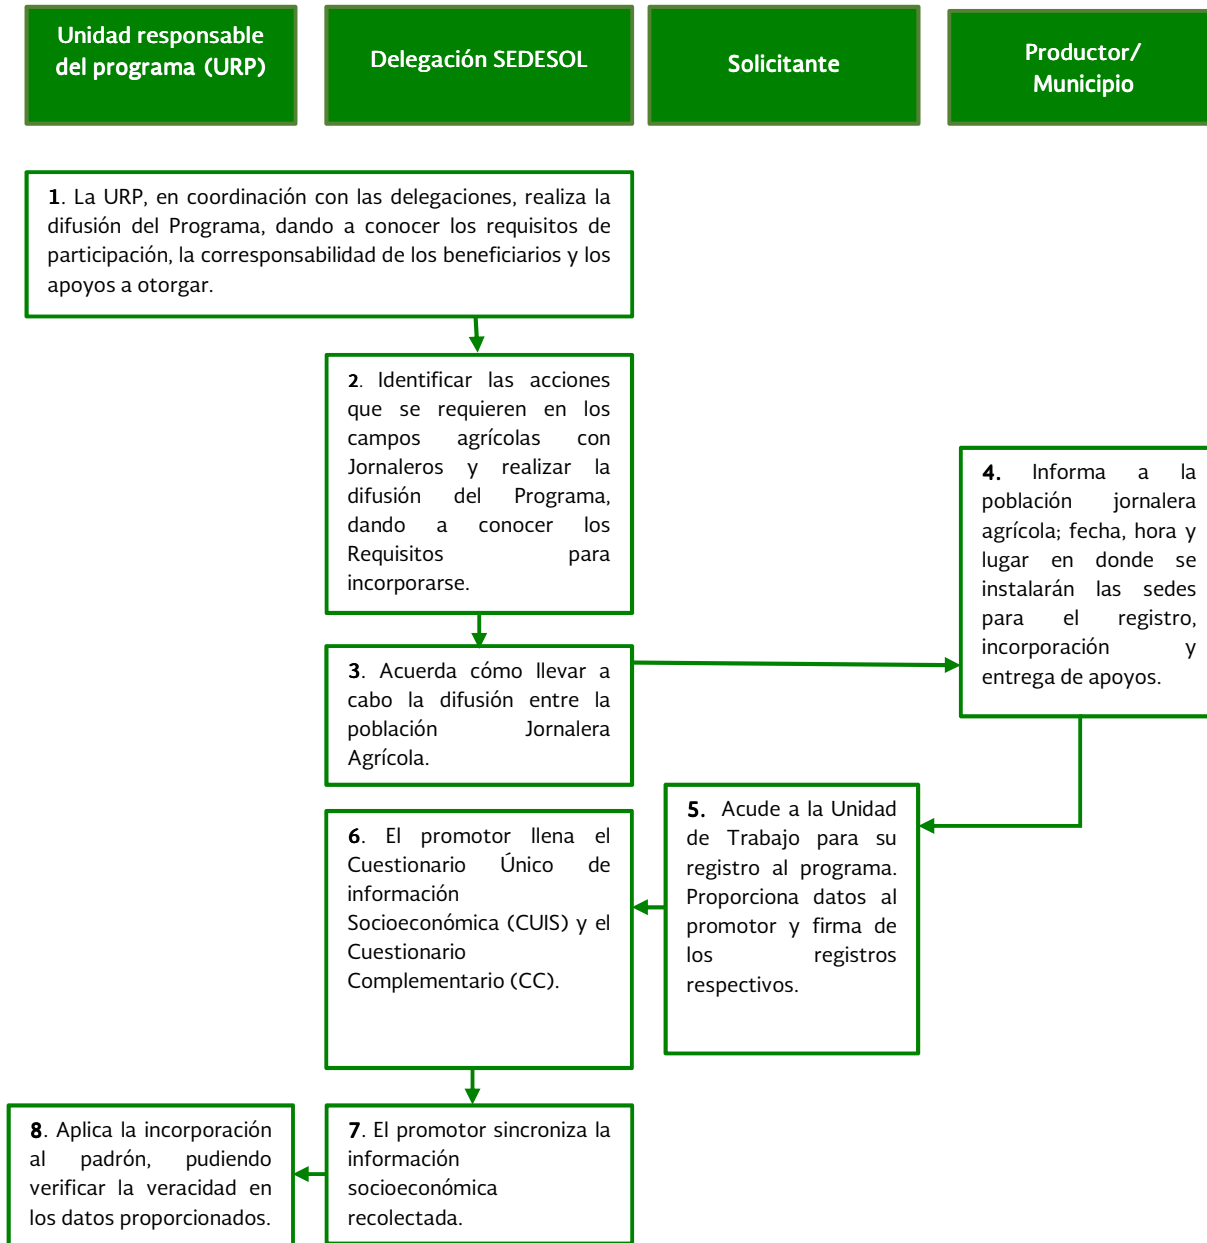 Unidad responsable
del programa (URP)
Delegación SEDESOL
Solicitante
Productor/
Municipio
1. La URP, en coordinación con las delegaciones, realiza la
difusión del Programa, dando a conocer los requisitos de
participación, la corresponsabilidad de los beneficiarios y los
apoyos a otorgar.
2. Identificar las acciones
que se requieren en los
campos agrícolas con
Jornaleros y realizar la
difusión del Programa,
dando a conocer los
Requisitos para
incorporarse.
3. Acuerda cómo llevar a
cabo la difusión entre la
población Jornalera
Agrícola.
4. Informa a la
población jornalera
agrícola; fecha, hora y
lugar en donde se
instalarán las sedes
para el registro,
incorporación y
entrega de apoyos.
5. Acude a la Unidad
de Trabajo para su
registro al programa.
Proporciona datos al
promotor y firma de
los registros
respectivos.
6. El promotor llena el
Cuestionario Único de
información
Socioeconómica (CUIS) y el
Cuestionario
Complementario (CC).
7. El promotor sincroniza la
información
socioeconómica
recolectada.
8. Aplica la incorporación
al padrón, pudiendo
verificar la veracidad en
los datos proporcionados.